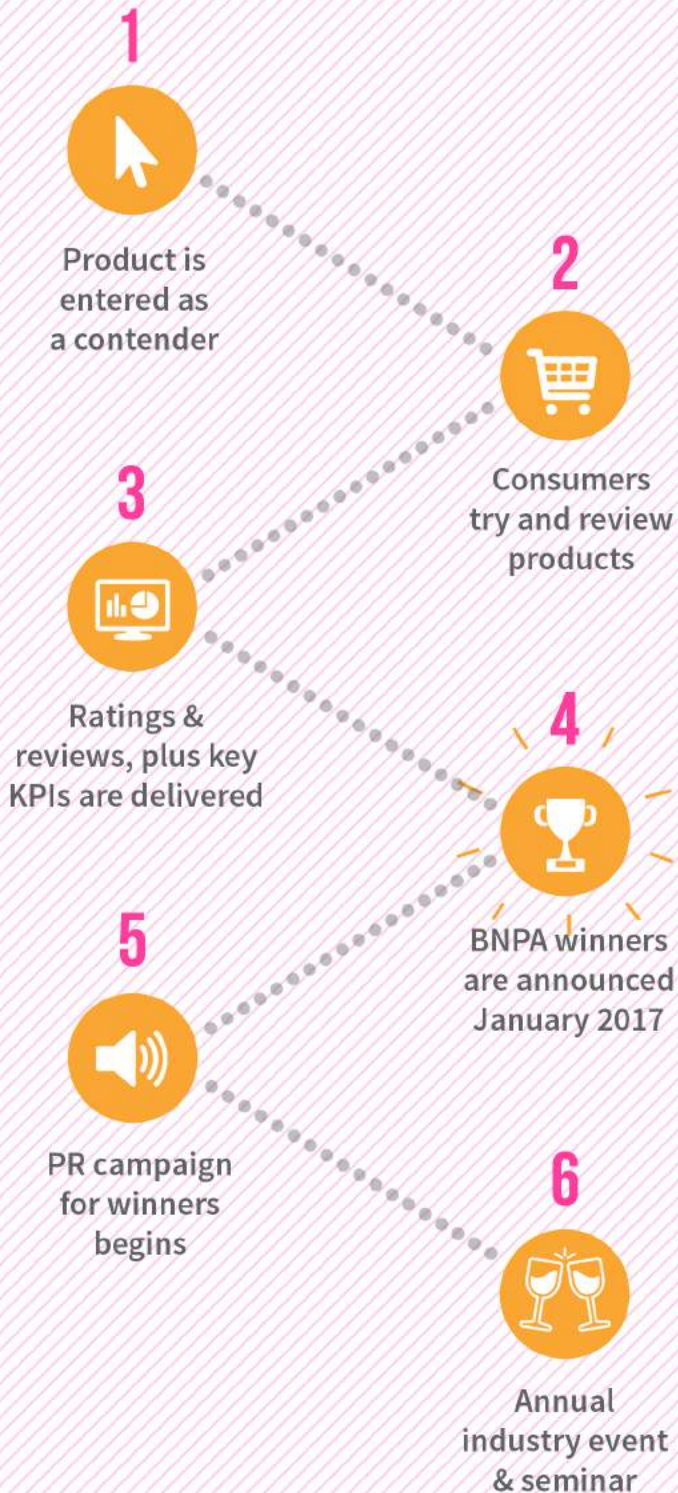 1
Product is
entered as
a contender
2
Consumers
try and review
products
3
Ratings &
reviews, plus key
KPIs are delivered
4
BNPA winners
are announced
January 2017
5
PR campaign
for winners
begins
6
Annual
industry event
& seminar